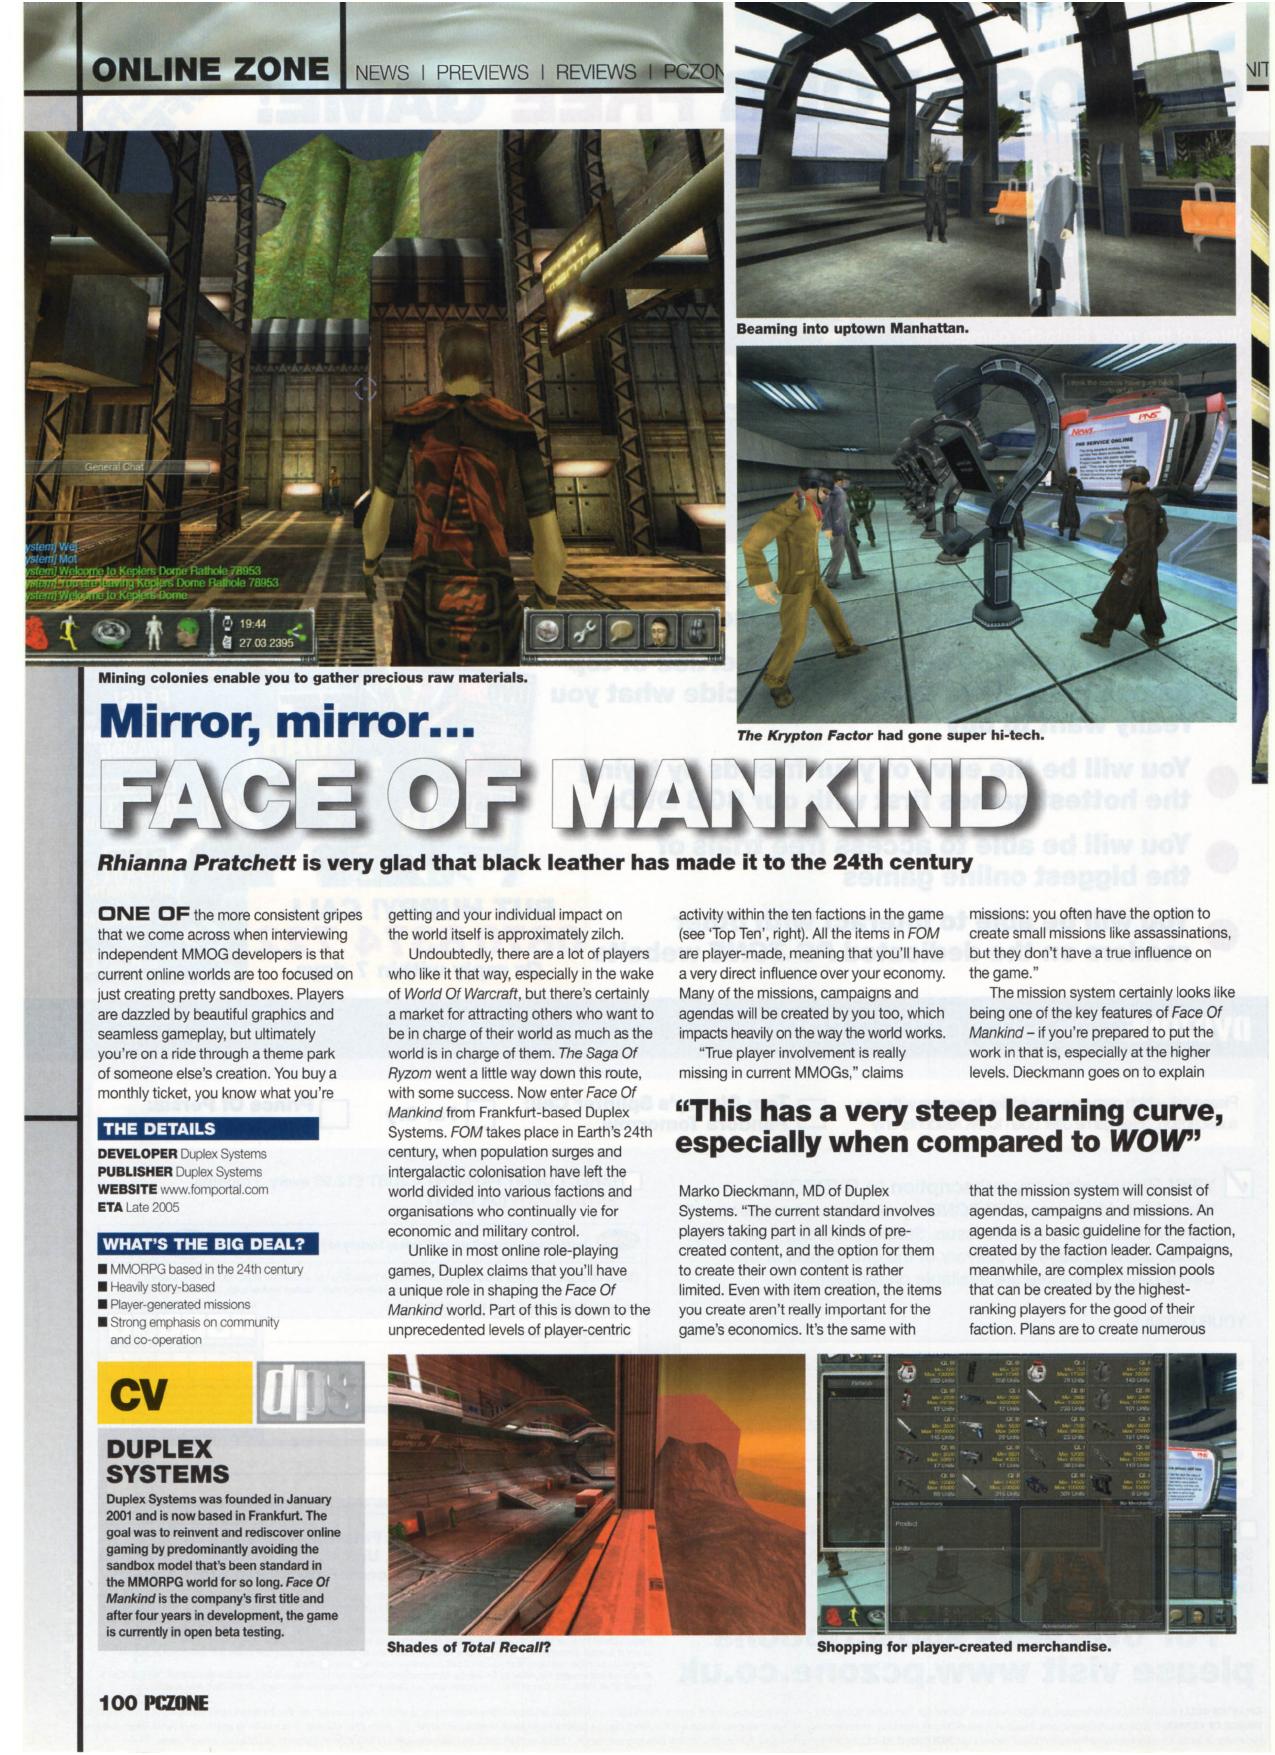 ONLINE ZONE
NEWS | PREVIEWS | REVIEWS | PCZON
NIT
General Chat
ystem] Wel
ystem] Mot
ystem] Welcome to Keplers Dome Rathole 78953
ystem] You are leaving Keplers Dome Rathole 78953
ystem] Welcome to Keplers Dome
19:44
27 03 2395
Mining colonies enable you to gather precious raw materials.
Beaming into uptown Manhattan.
News
PNS
PNS SERVICE ONLINE
The Krypton Factor had gone super hi-tech.
Mirror, mirror...
FACE OF MANKIND
Rhianna Pratchett is very glad that black leather has made it to the 24th century
ONE OF the more consistent gripes
that we come across when interviewing
independent MMOG developers is that
current online worlds are too focused on
just creating pretty sandboxes. Players
are dazzled by beautiful graphics and
seamless gameplay, but ultimately
you're on a ride through a theme park
of someone else's creation. You buy a
monthly ticket, you know what you're
THE DETAILS
DEVELOPER Duplex Systems
PUBLISHER Duplex Systems
WEBSITE www.fomportal.com
ETA Late 2005
WHAT'S THE BIG DEAL?
■ MMORPG based in the 24th century
■ Heavily story-based
■ Player-generated missions
■ Strong emphasis on community
and co-operation
CV
dps
DUPLEX
SYSTEMS
Duplex Systems was founded in January
2001 and is now based in Frankfurt. The
goal was to reinvent and rediscover online
gaming by predominantly avoiding the
sandbox model that's been standard in
the MMORPG world for so long. Face Of
Mankind is the company's first title and
after four years in development, the game
is currently in open beta testing.
getting and your individual impact on
the world itself is approximately zilch.
Undoubtedly, there are a lot of players
who like it that way, especially in the wake
of World Of Warcraft, but there's certainly
a market for attracting others who want to
be in charge of their world as much as the
world is in charge of them. The Saga Of
Ryzom went a little way down this route,
with some success. Now enter Face Of
Mankind from Frankfurt-based Duplex
Systems. FOM takes place in Earth's 24th
century, when population surges and
intergalactic colonisation have left the
world divided into various factions and
organisations who continually vie for
economic and military control.
Unlike in most online role-playing
games, Duplex claims that you'll have
a unique role in shaping the Face Of
Mankind world. Part of this is down to the
unprecedented levels of player-centric
activity within the ten factions in the game
(see 'Top Ten', right). All the items in FOM
are player-made, meaning that you'll have
a very direct influence over your economy.
Many of the missions, campaigns and
agendas will be created by you too, which
impacts heavily on the way the world works.
"True player involvement is really
missing in current MMOGs," claims
"This has a very steep learning curve,
especially when compared to WOW"
Marko Dieckmann, MD of Duplex
Systems. "The current standard involves
players taking part in all kinds of pre-
created content, and the option for them
to create their own content is rather
limited. Even with item creation, the items
you create aren't really important for the
game's economics. It's the same with
missions: you often have the option to
create small missions like assassinations,
but they don't have a true influence on
the game."
The mission system certainly looks like
being one of the key features of Face Of
Mankind – if you're prepared to put the
work in that is, especially at the higher
levels. Dieckmann goes on to explain
that the mission system will consist of
agendas, campaigns and missions. An
agenda is a basic guideline for the faction,
created by the faction leader. Campaigns,
meanwhile, are complex mission pools
that can be created by the highest-
ranking players for the good of their
faction. Plans are to create numerous
Shades of Total Recall?
Transaction Summary
Product
Units
Shopping for player-created merchandise.
100 PCZONE